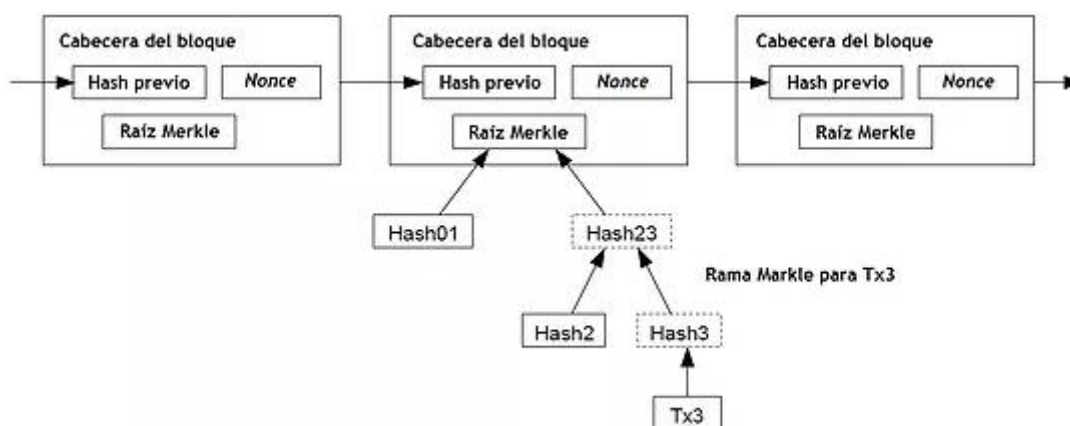 Cabecera del bloque
Hash previo
Nonce
Raíz Merkle
Cabecera del bloque
Hash previo
Nonce
Raíz Merkle
Cabecera del bloque
Hash previo
Nonce
Raíz Merkle
Hash01
Hash23
Rama Markle para Tx3
Hash2
Hash3
Tx3